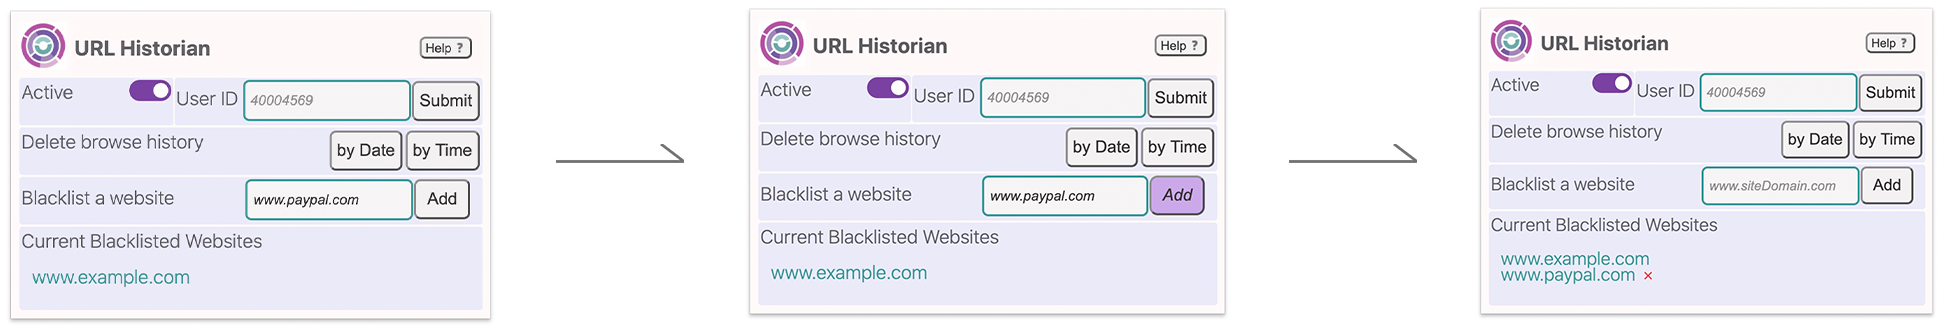 URL Historian
Help ?
Active
User ID
40004569
Submit
Delete browse history
by Date
by Time
Blacklist a website
www.paypal.com
Add
Current Blacklisted Websites
www.example.com
URL Historian
Help ?
Active
User ID
40004569
Submit
Delete browse history
by Date
by Time
Blacklist a website
www.paypal.com
Add
Current Blacklisted Websites
www.example.com
URL Historian
Help ?
Active
User ID
40004569
Submit
Delete browse history
by Date
by Time
Blacklist a website
www.siteDomain.com
Add
Current Blacklisted Websites
www.example.com
www.paypal.com ×